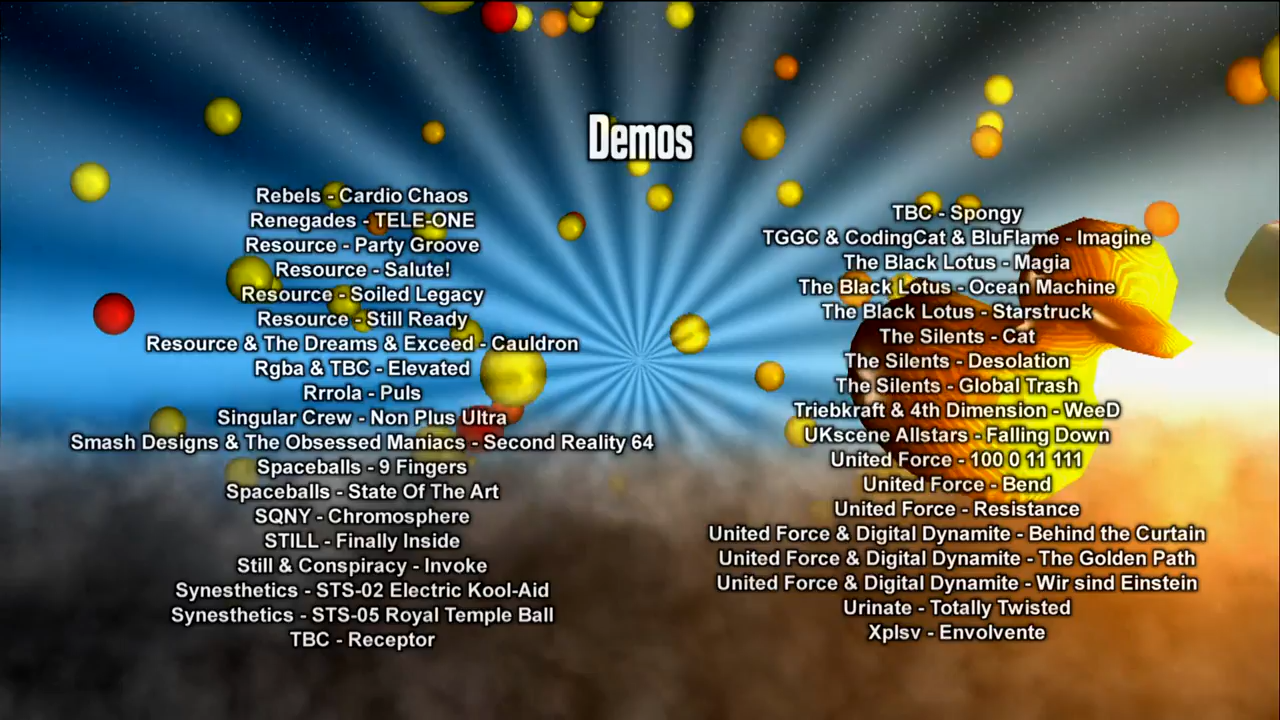 Demos
Rebels - Cardio Chaos
Renegades - TELE-ONE
Resource - Party Groove
Resource - Salute!
Resource - Soiled Legacy
Resource - Still Ready
Resource & The Dreams & Exceed - Cauldron
Rgba & TBC - Elevated
Rrrola - Puls
Singular Crew - Non Plus Ultra
Smash Designs & The Obsessed Maniacs - Second Reality 64
Spaceballs - 9 Fingers
Spaceballs - State Of The Art
SQNY - Chromosphere
STILL - Finally Inside
Still & Conspiracy - Invoke
Synesthetics - STS-02 Electric Kool-Aid
Synesthetics - STS-05 Royal Temple Ball
TBC - Receptor
TBC - Spongy
TGGC & CodingCat & BluFlame - Imagine
The Black Lotus - Magia
The Black Lotus - Ocean Machine
The Black Lotus - Starstruck
The Silents - Cat
The Silents - Desolation
The Silents - Global Trash
Triebkraft & 4th Dimension - WeeD
UKscene Allstars - Falling Down
United Force - 100 0 11 111
United Force - Bend
United Force - Resistance
United Force & Digital Dynamite - Behind the Curtain
United Force & Digital Dynamite - The Golden Path
United Force & Digital Dynamite - Wir sind Einstein
Urinate - Totally Twisted
Xplsv - Envolvente